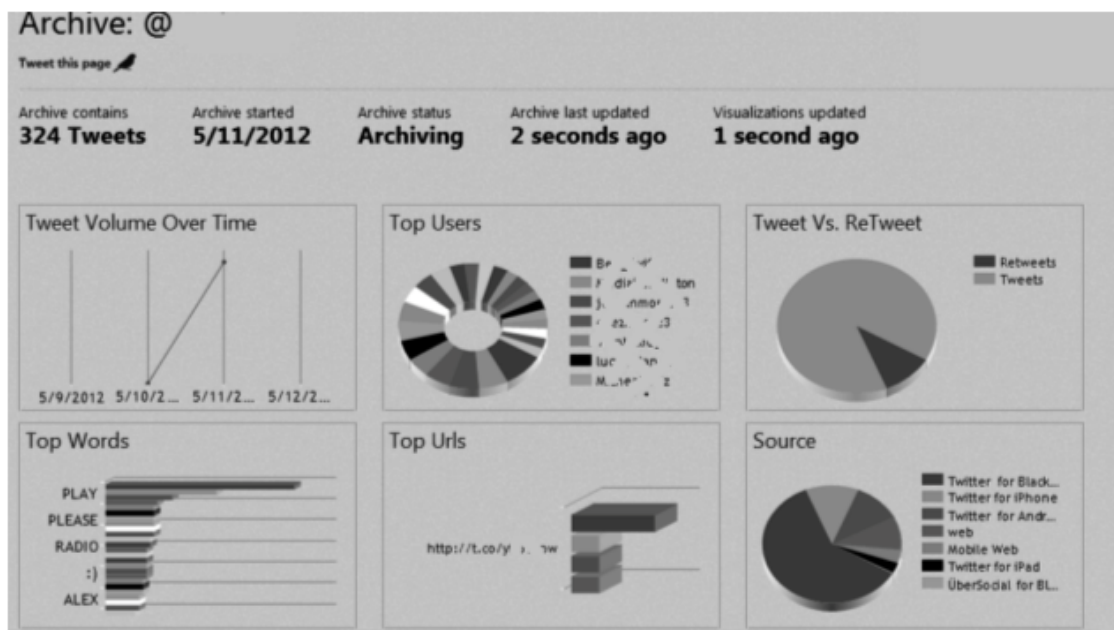 Archive: @
Tweet this page
Archive contains
324 Tweets
Archive started
5/11/2012
Archive status
Archiving
Archive last updated
2 seconds ago
Visualizations updated
1 second ago
Tweet Volume Over Time
5/9/2012 5/10/2... 5/11/2... 5/12/2...
Top Users
Tweet Vs. ReTweet
Retweets
Tweets
Top Words
PLAY
PLEASE
RADIO
:)
ALEX
Top Urls
Source
Twitter for Black...
Twitter for iPhone
Twitter for Andr...
web
Mobile Web
Twitter for iPad
ÜberSocial for BL...